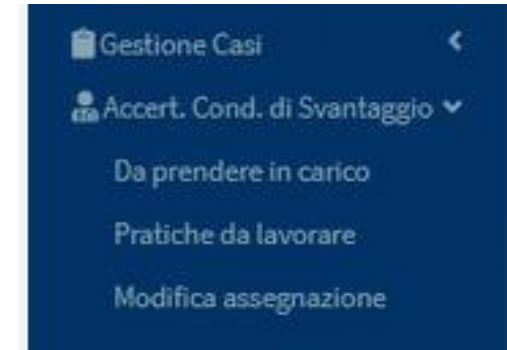 Gestione Casi
Accert. Cond. di Svantaggio
Da prendere in carico
Pratiche da lavorare
Modifica assegnazione